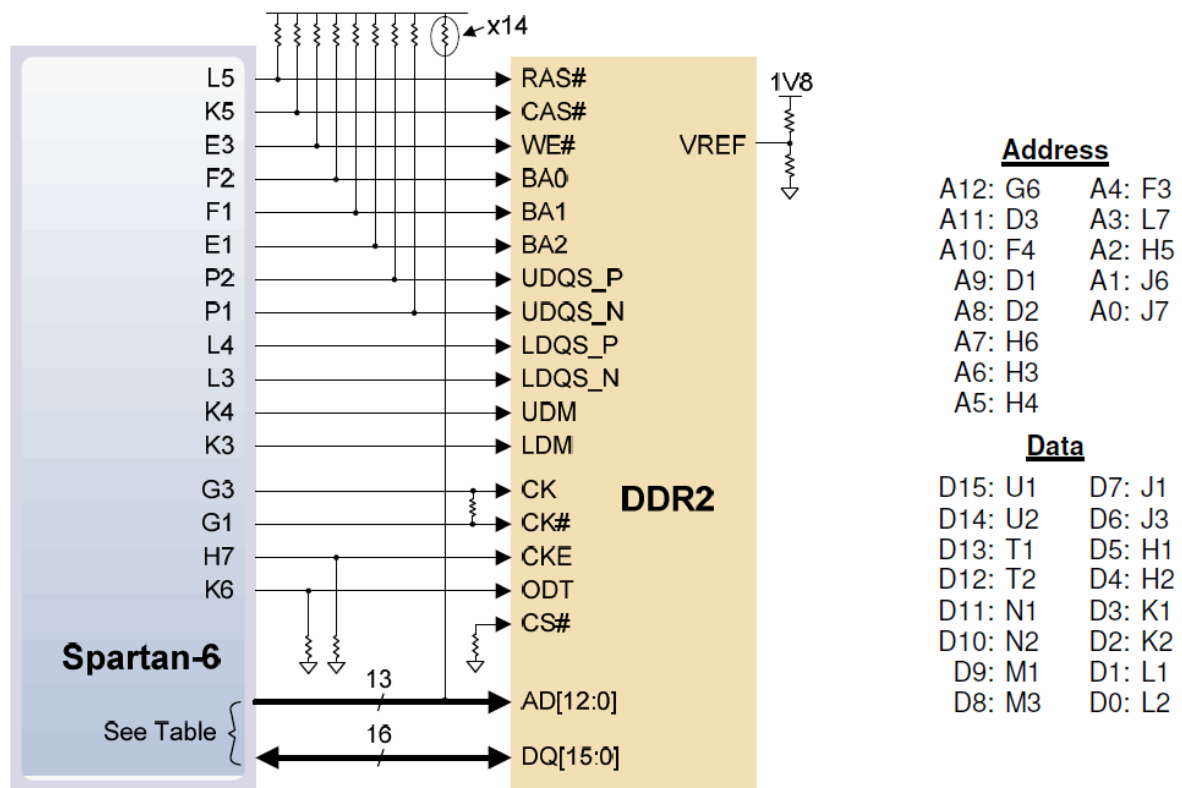 x14
L5 RAS#
1V8
K5 CAS#
E3 WE# VREF
F2 BA0
F1 BA1
E1 BA2
P2 UDQS_P
P1 UDQS_N
L4 LDQS_P
L3 LDQS_N
K4 UDM
K3 LDM
G3 CK
DDR2
G1 CK#
H7 CKE
K6 ODT
CS#
Spartan-6
13
AD[12:0]
See Table
16
DQ[15:0]
Address
A12: G6 A4: F3
A11: D3 A3: L7
A10: F4 A2: H5
A9: D1 A1: J6
A8: D2 A0: J7
A7: H6
A6: H3
A5: H4
Data
D15: U1 D7: J1
D14: U2 D6: J3
D13: T1 D5: H1
D12: T2 D4: H2
D11: N1 D3: K1
D10: N2 D2: K2
D9: M1 D1: L1
D8: M3 D0: L2